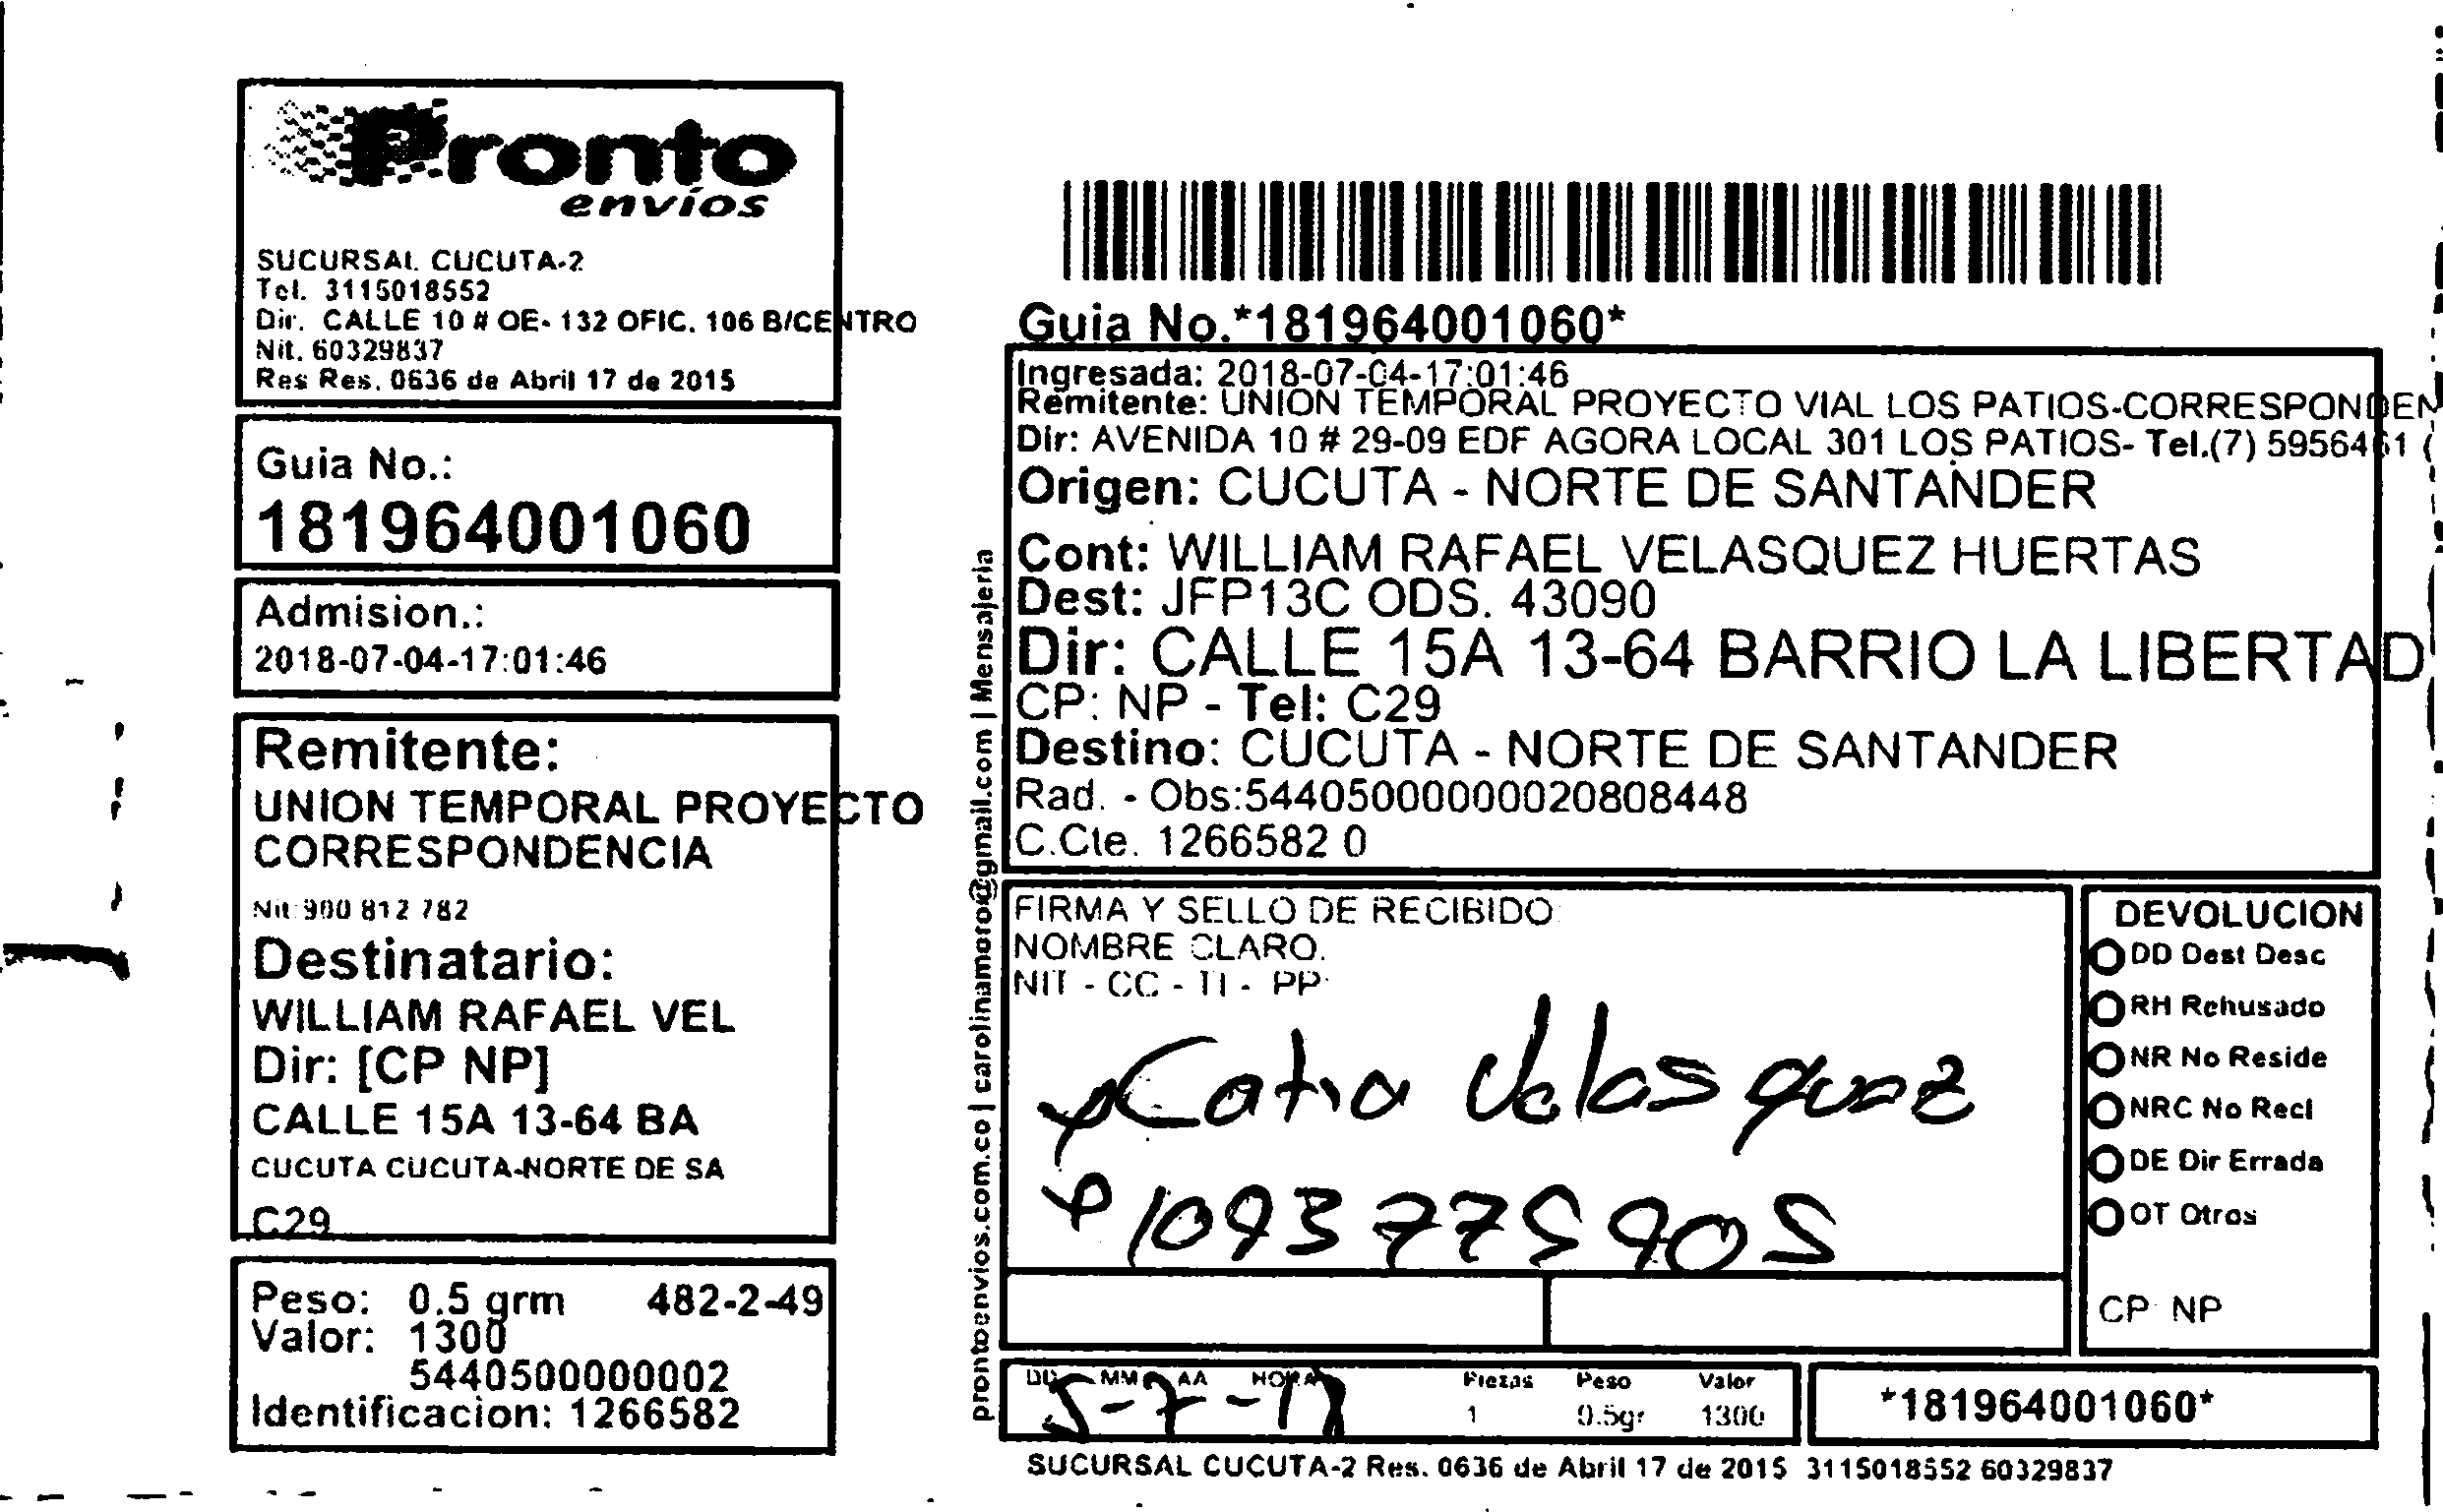 Pronto
envíos
SUCURSAL CUCUTA-2
Tel. 3115018552
Dir. CALLE 10 # OE- 132 OFIC. 106 B/CENTRO
Nit. 60329837
Res Res. 0636 de Abril 17 de 2015
Guia No.:
181964001060
Admision.:
2018-07-04-17:01:46
Remitente:
UNION TEMPORAL PROYECTO
CORRESPONDENCIA
Nit 900 812 782
Destinatario:
WILLIAM RAFAEL VEL
Dir: [CP NP]
CALLE 15A 13-64 BA
CUCUTA CUCUTA-NORTE DE SA
C29
Peso: 0.5 grm 482-2-49
Valor: 1300
5440500000002
Identificacion: 1266582
prontoenvios.com.co | carolinamoro@gmail.com | Mensajeria
Guia No.*181964001060*
Ingresada: 2018-07-04-17:01:46
Remitente: UNION TEMPORAL PROYECTO VIAL LOS PATIOS-CORRESPONDEN
Dir: AVENIDA 10 # 29-09 EDF AGORA LOCAL 301 LOS PATIOS- Tel.(7) 5956461 (
Origen: CUCUTA - NORTE DE SANTANDER
Cont: WILLIAM RAFAEL VELASQUEZ HUERTAS
Dest: JFP13C ODS. 43090
Dir: CALLE 15A 13-64 BARRIO LA LIBERTAD
CP: NP - Tel: C29
Destino: CUCUTA - NORTE DE SANTANDER
Rad. - Obs:54405000000020808448
C.Cte. 1266582 0
FIRMA Y SELLO DE RECIBIDO
NOMBRE CLARO.
NIT - CC - TI - PP
Catia Velasquez
1093775905
DEVOLUCION
DD Dest Desc
RH Rehusado
NR No Reside
NRC No Recl
DE Dir Errada
OT Otros
CP NP
DD MM AA HORA Piezas Peso Valor
5-7-18 1 0.5gr 1300
*181964001060*
SUCURSAL CUCUTA-2 Res. 0636 de Abril 17 de 2015 3115018552 60329837